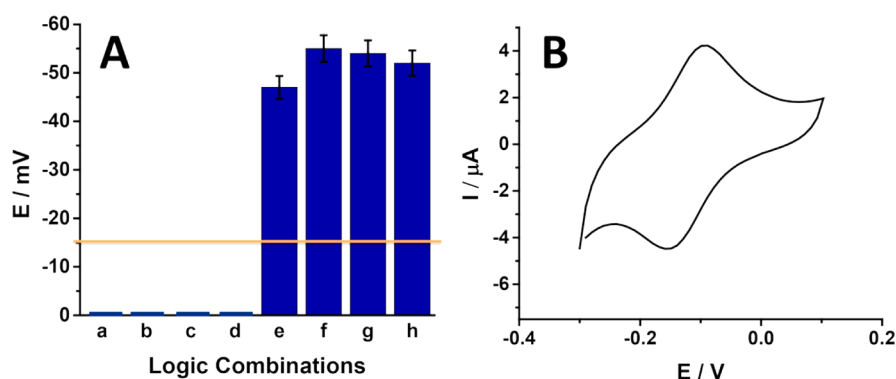 A
E / mV
-60
-50
-40
-30
-20
-10
0
a b c d e f g h
Logic Combinations
B
I / μA
4
2
0
-2
-4
-6
-0.4 -0.2 0.0 0.2
E / V